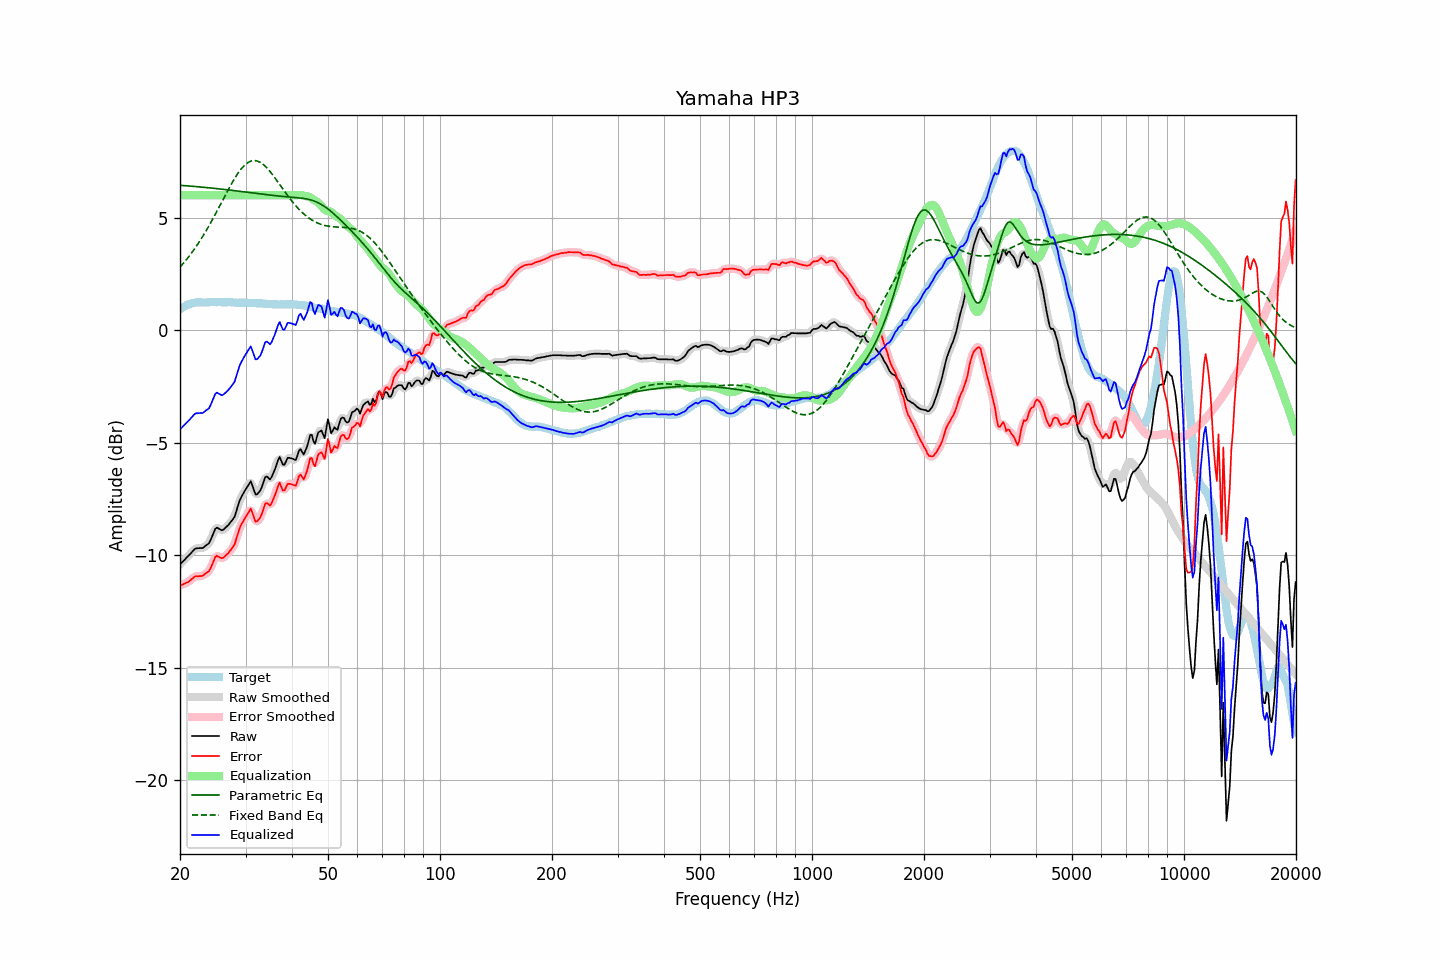 Yamaha HP3
Amplitude (dBr)
5
0
−5
−10
−15
−20
Target
Raw Smoothed
Error Smoothed
Raw
Error
Equalization
Parametric Eq
Fixed Band Eq
Equalized
20 50 100 200 500 1000 2000 5000 10000 20000
Frequency (Hz)